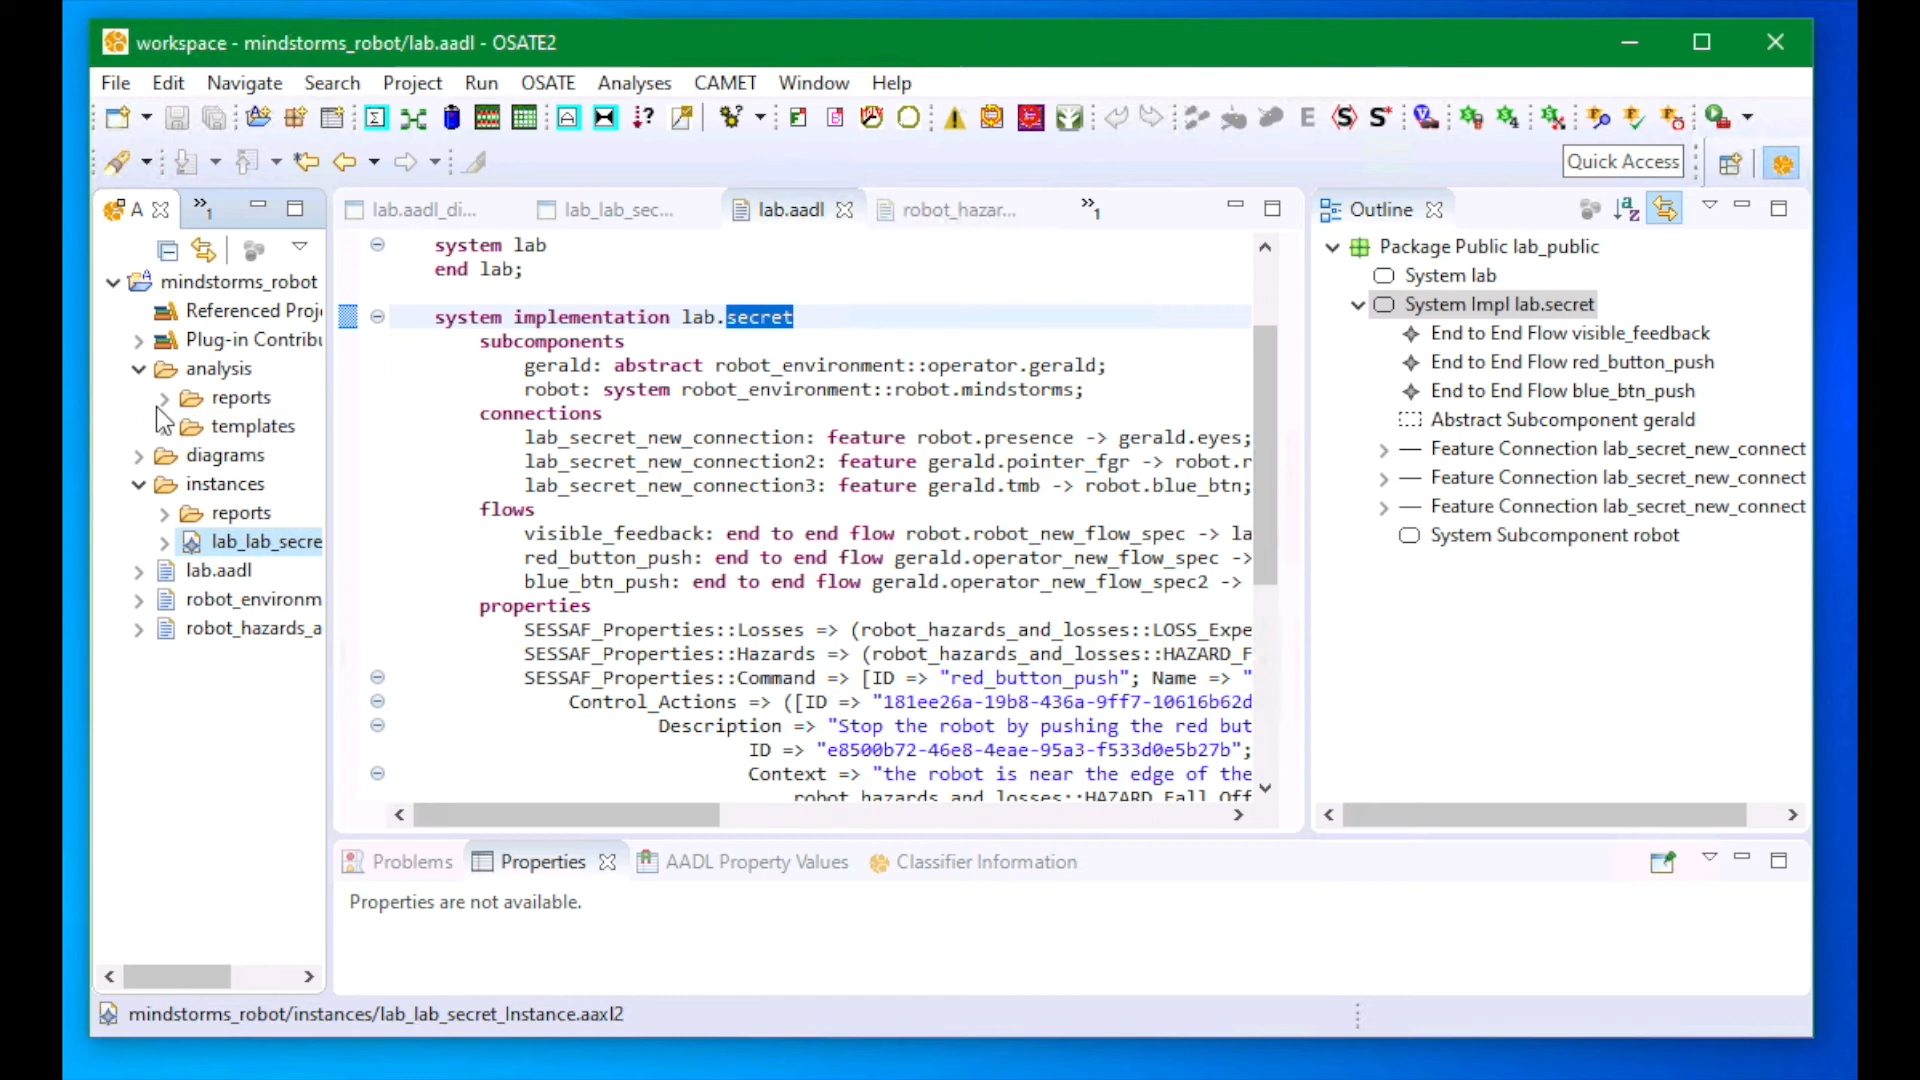 workspace - mindstorms_robot/lab.aadl - OSATE2
File Edit Navigate Search Project Run OSATE Analyses CAMET Window Help
Quick Access
A
»1
mindstorms_robot
Referenced Proj
Plug-in Contribu
analysis
reports
templates
diagrams
instances
reports
lab_lab_secre
lab.aadl
robot_environm
robot_hazards_a
lab.aadl_di... lab_lab_sec... lab.aadl robot_hazar... »1
system lab
end lab;
system implementation lab.secret
subcomponents
gerald: abstract robot_environment::operator.gerald;
robot: system robot_environment::robot.mindstorms;
connections
lab_secret_new_connection: feature robot.presence -> gerald.eyes;
lab_secret_new_connection2: feature gerald.pointer_fgr -> robot.r
lab_secret_new_connection3: feature gerald.tmb -> robot.blue_btn;
flows
visible_feedback: end to end flow robot.robot_new_flow_spec -> la
red_button_push: end to end flow gerald.operator_new_flow_spec ->
blue_btn_push: end to end flow gerald.operator_new_flow_spec2 ->
properties
SESSAF_Properties::Losses => (robot_hazards_and_losses::LOSS_Expe
SESSAF_Properties::Hazards => (robot_hazards_and_losses::HAZARD_F
SESSAF_Properties::Command => [ID => "red_button_push"; Name => "
Control_Actions => ([ID => "181ee26a-19b8-436a-9ff7-10616b62d
Description => "Stop the robot by pushing the red but
ID => "e8500b72-46e8-4eae-95a3-f533d0e5b27b";
Context => "the robot is near the edge of the
robot_hazards_and_losses::HAZARD_Fall_Off
Outline
Package Public lab_public
System lab
System Impl lab.secret
End to End Flow visible_feedback
End to End Flow red_button_push
End to End Flow blue_btn_push
Abstract Subcomponent gerald
Feature Connection lab_secret_new_connect
Feature Connection lab_secret_new_connect
Feature Connection lab_secret_new_connect
System Subcomponent robot
Problems Properties AADL Property Values Classifier Information
Properties are not available.
mindstorms_robot/instances/lab_lab_secret_Instance.aaxl2